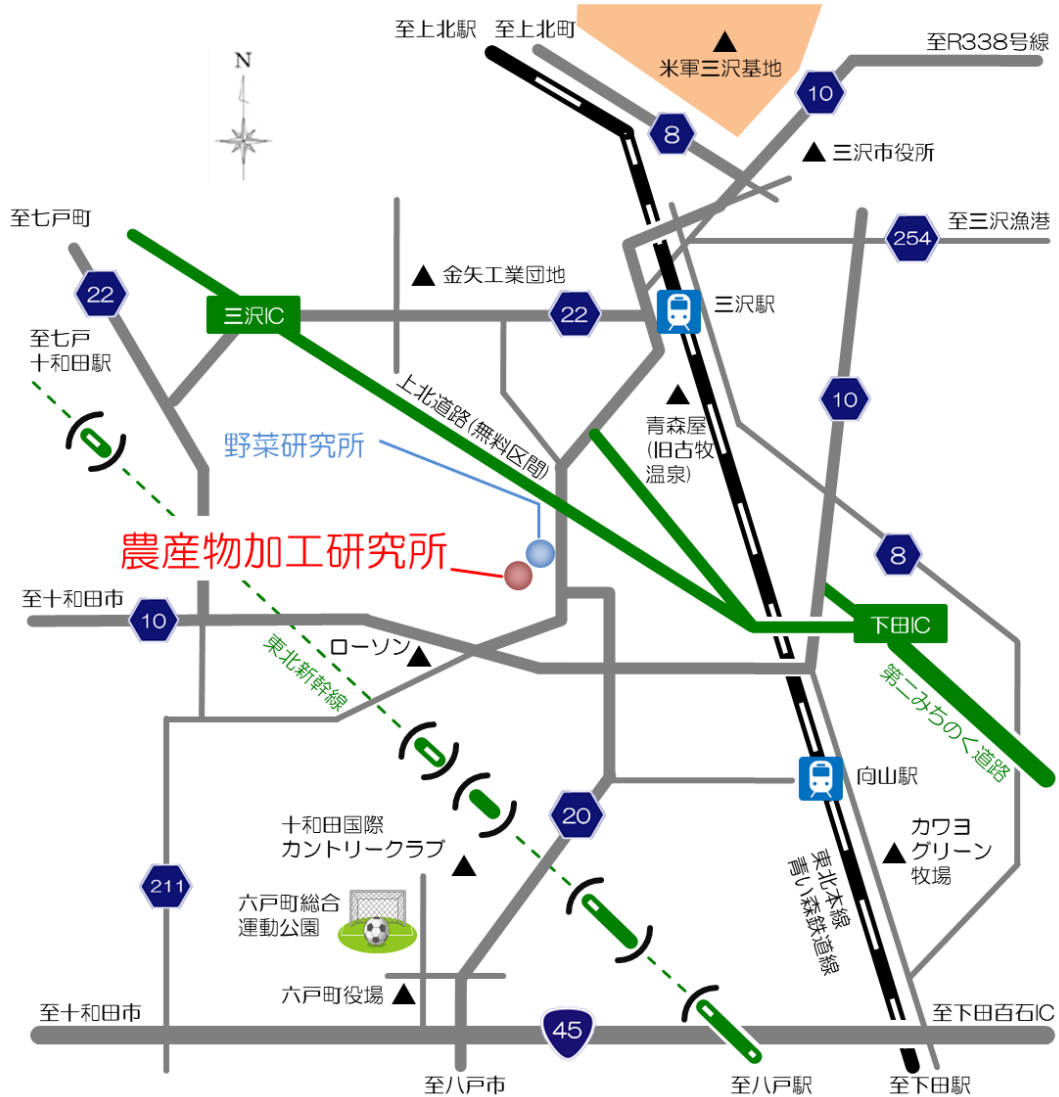 至上北駅
至上北町
米軍三沢基地
至R338号線
N
10
8
三沢市役所
至七戸町
254
至三沢漁港
22
三沢IC
金矢工業団地
22
三沢駅
至七戸
十和田駅
上北道路(無料区間)
10
青森屋
(旧古牧
温泉)
野菜研究所
農産物加工研究所
8
至十和田市
10
下田IC
ローソン
東北新幹線
第二みちのく道路
向山駅
20
十和田国際
カントリークラブ
カワヨ
グリーン
牧場
211
六戸町総合
運動公園
東北本線
青い森鉄道線
六戸町役場
至十和田市
45
至下田百石IC
至八戸市
至八戸駅
至下田駅